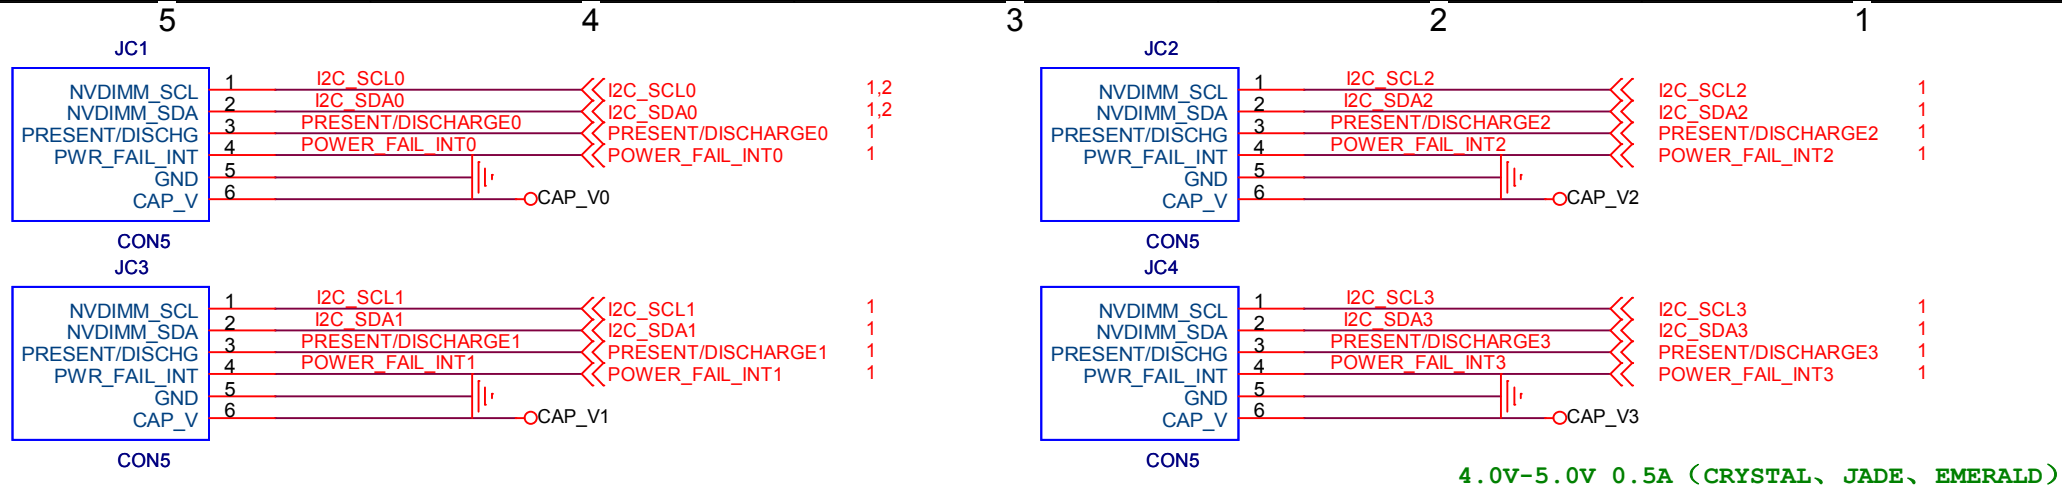 5 4 3 2 1
JC1
NVDIMM_SCL 1 I2C_SCL0 I2C_SCL0 1,2
NVDIMM_SDA 2 I2C_SDA0 I2C_SDA0 1,2
PRESENT/DISCHG 3 PRESENT/DISCHARGE0 PRESENT/DISCHARGE0 1
PWR_FAIL_INT 4 POWER_FAIL_INT0 POWER_FAIL_INT0 1
GND 5
CAP_V 6 CAP_V0
CON5
JC2
NVDIMM_SCL 1 I2C_SCL2 I2C_SCL2 1
NVDIMM_SDA 2 I2C_SDA2 I2C_SDA2 1
PRESENT/DISCHG 3 PRESENT/DISCHARGE2 PRESENT/DISCHARGE2 1
PWR_FAIL_INT 4 POWER_FAIL_INT2 POWER_FAIL_INT2 1
GND 5
CAP_V 6 CAP_V2
CON5
JC3
NVDIMM_SCL 1 I2C_SCL1 I2C_SCL1 1
NVDIMM_SDA 2 I2C_SDA1 I2C_SDA1 1
PRESENT/DISCHG 3 PRESENT/DISCHARGE1 PRESENT/DISCHARGE1 1
PWR_FAIL_INT 4 POWER_FAIL_INT1 POWER_FAIL_INT1 1
GND 5
CAP_V 6 CAP_V1
CON5
JC4
NVDIMM_SCL 1 I2C_SCL3 I2C_SCL3 1
NVDIMM_SDA 2 I2C_SDA3 I2C_SDA3 1
PRESENT/DISCHG 3 PRESENT/DISCHARGE3 PRESENT/DISCHARGE3 1
PWR_FAIL_INT 4 POWER_FAIL_INT3 POWER_FAIL_INT3 1
GND 5
CAP_V 6 CAP_V3
CON5
4.0V-5.0V 0.5A（CRYSTAL、JADE、EMERALD）